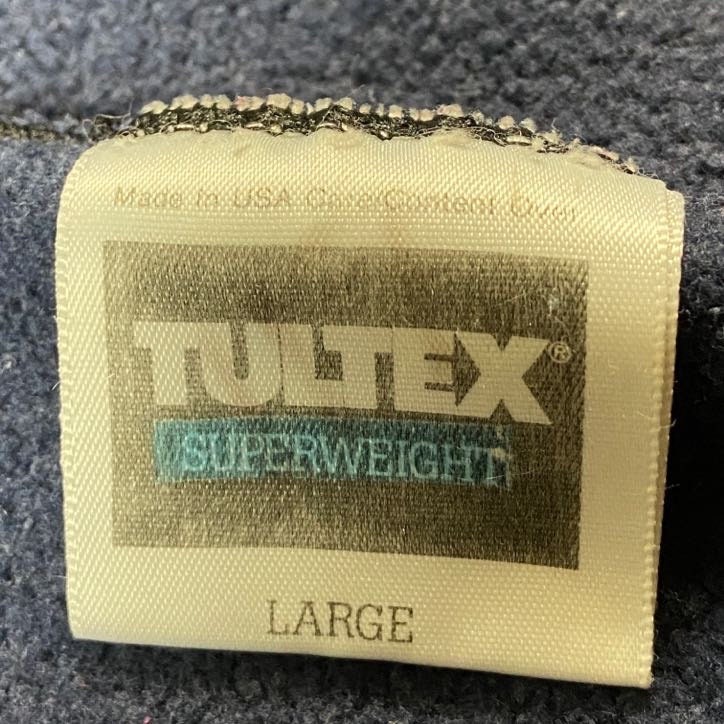 Made In USA Care/Content Over
TULTEX®
SUPERWEIGHT
LARGE